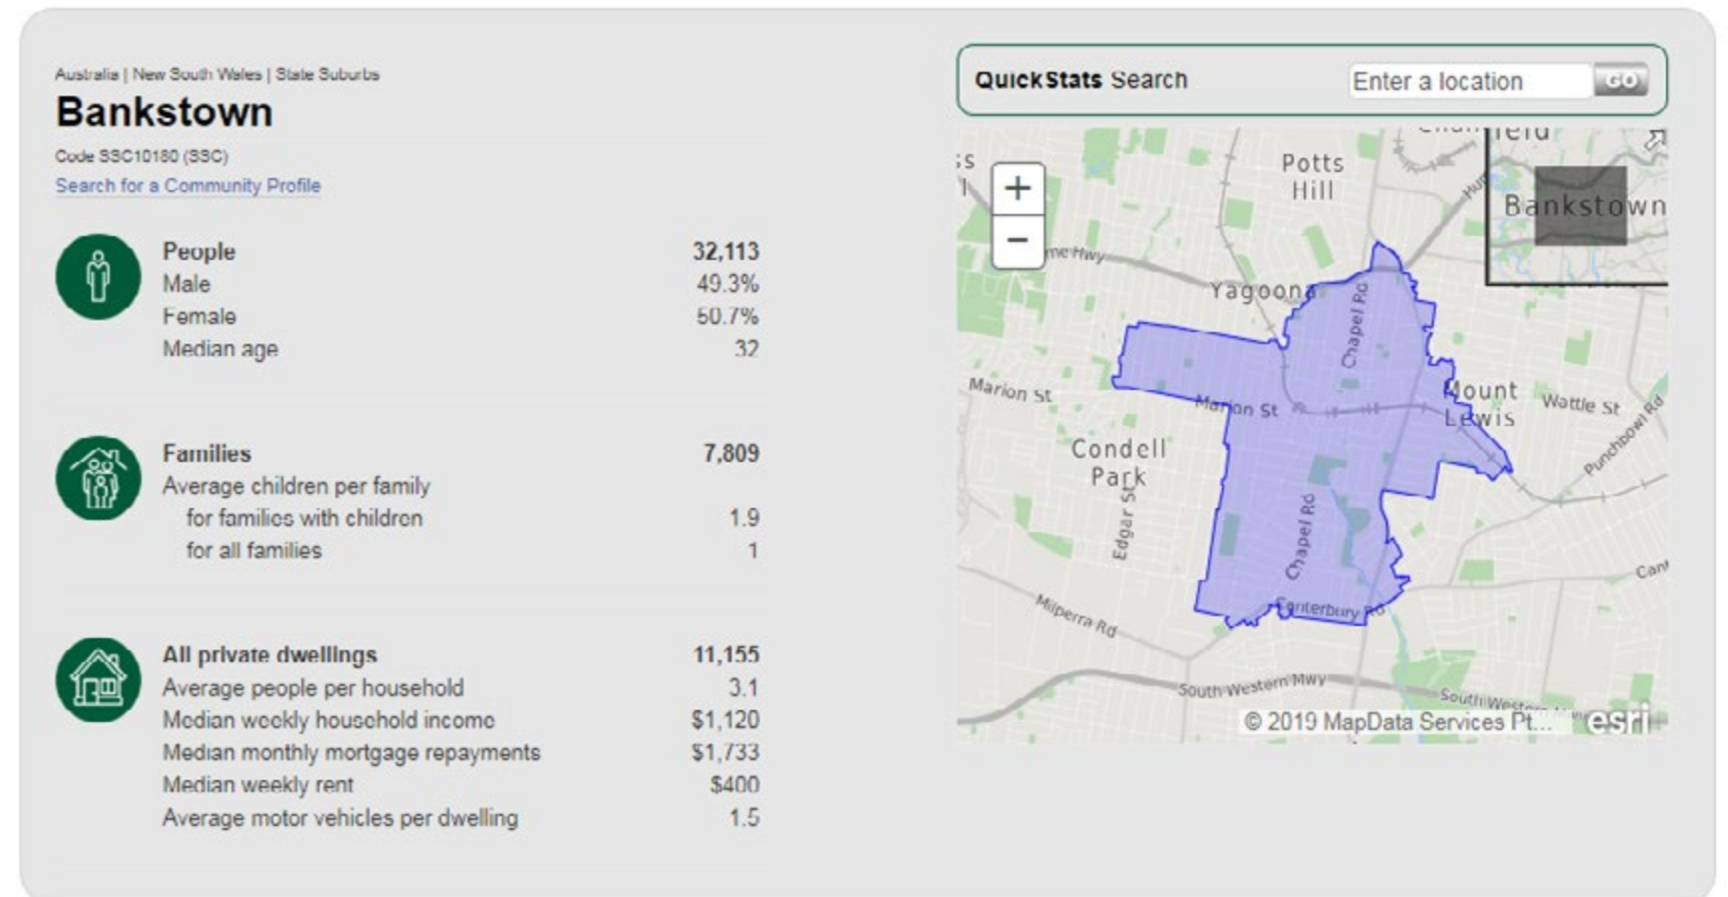 Australia | New South Wales | State Suburbs
Bankstown
Code SSC10180 (SSC)
Search for a Community Profile
People 32,113
Male 49.3%
Female 50.7%
Median age 32
Families 7,809
Average children per family
for families with children 1.9
for all families 1
All private dwellings 11,155
Average people per household 3.1
Median weekly household income $1,120
Median monthly mortgage repayments $1,733
Median weekly rent $400
Average motor vehicles per dwelling 1.5
QuickStats Search
Enter a location
GO
+
−
Potts
Hill
Bankstown
Yagoona
Chapel Rd
Marion St
Marion St
Mount
Lewis
Wattle St
Punchbowl Rd
Condell
Park
Edgar St
Chapel Rd
Canterbury Rd
Milperra Rd
South Western Mwy
South Western
© 2019 MapData Services Pt...
esri